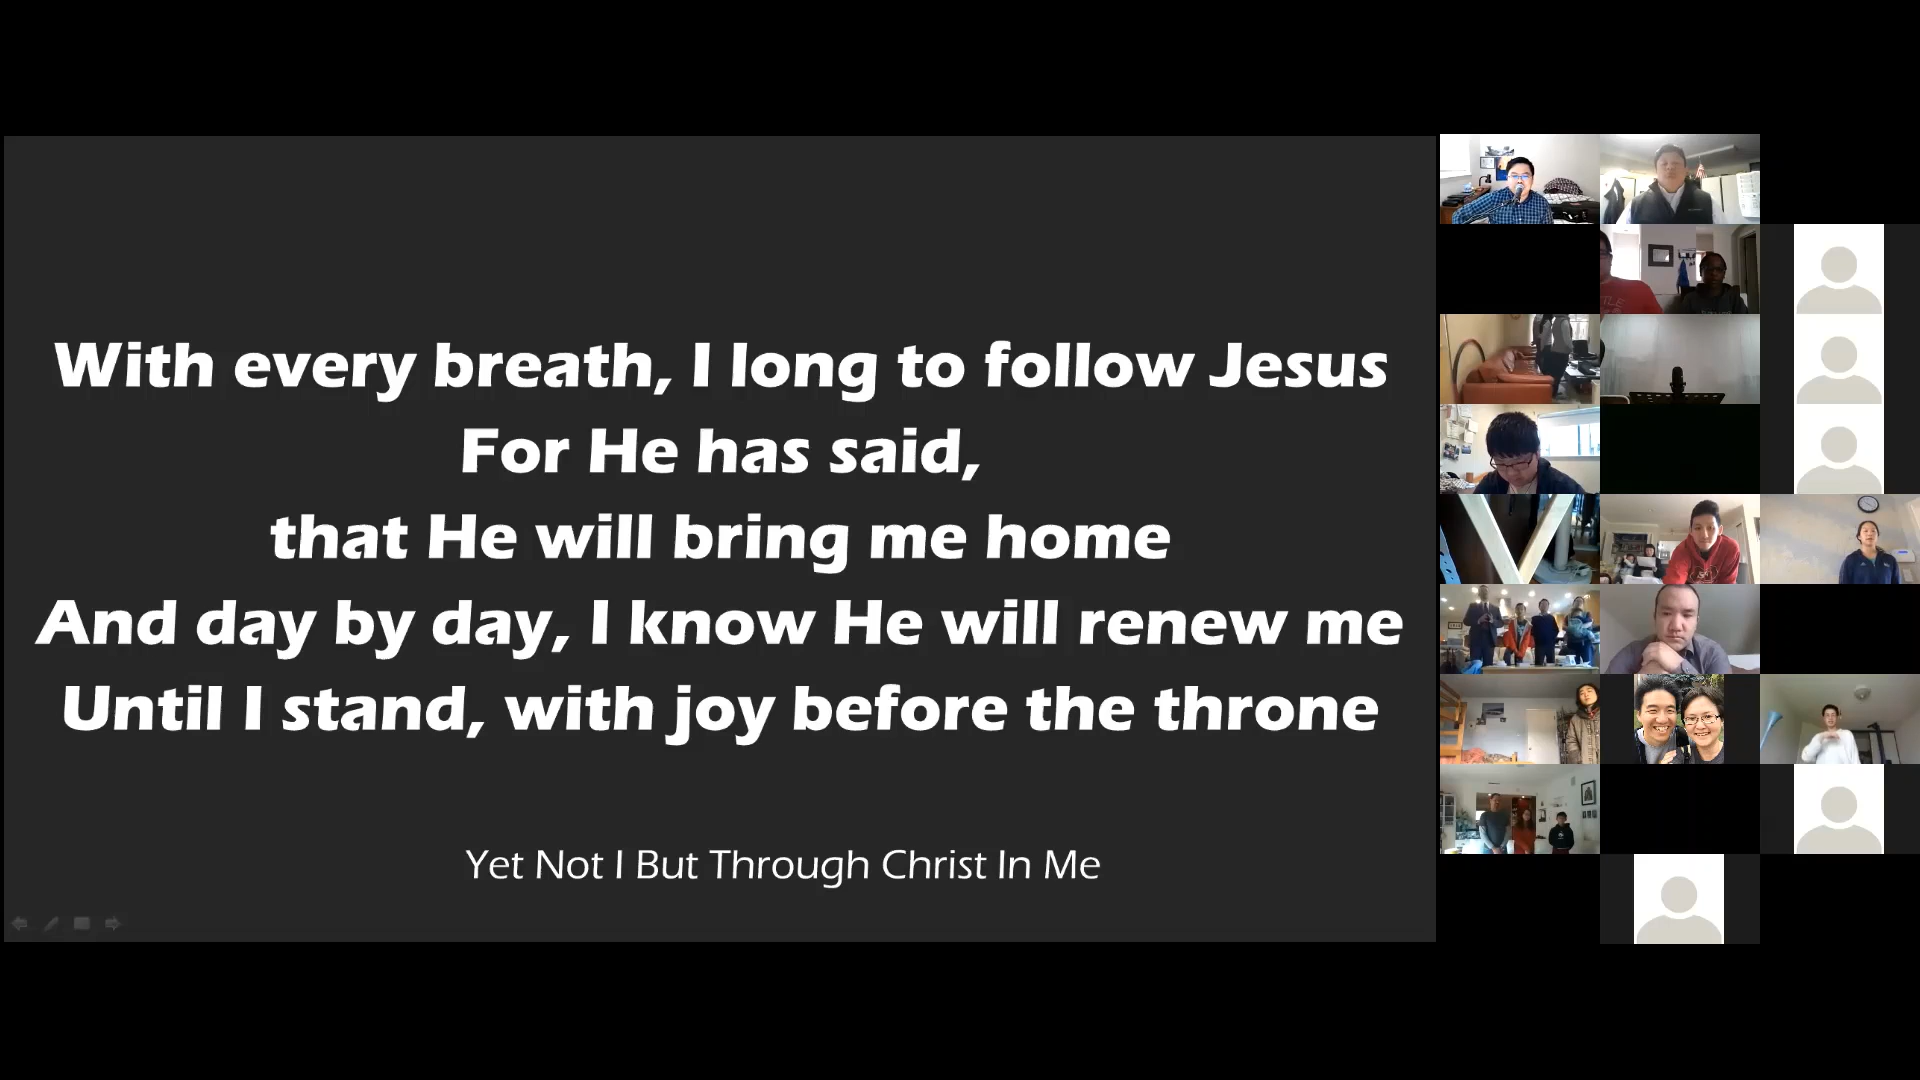 With every breath, I long to follow Jesus
For He has said,
that He will bring me home
And day by day, I know He will renew me
Until I stand, with joy before the throne
Yet Not I But Through Christ In Me